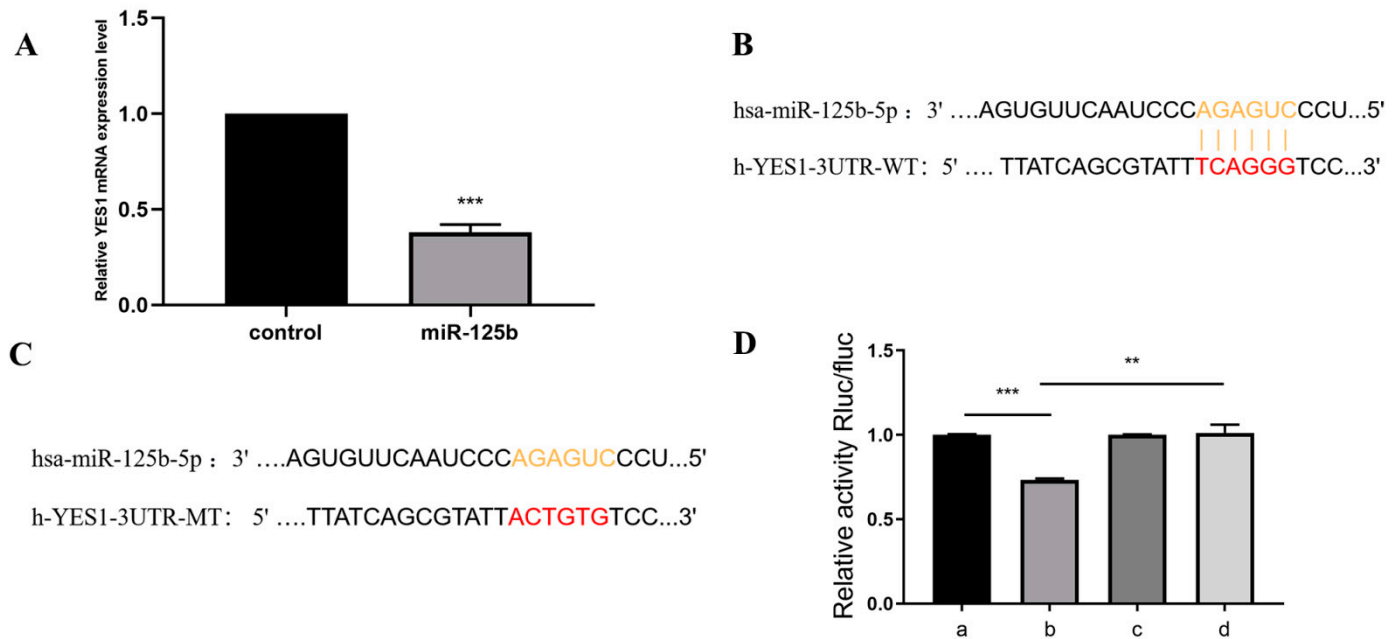 A
Relative YES1 mRNA expression level
1.5
1.0
0.5
0.0
***
control
miR-125b
B
hsa-miR-125b-5p : 3' ....AGUGUUCAAUCCCAGAGUCCCU...5'
h-YES1-3UTR-WT: 5' .... TTATCAGCGTATTTCAGGGTCC...3'
C
hsa-miR-125b-5p : 3' ....AGUGUUCAAUCCCAGAGUCCCU...5'
h-YES1-3UTR-MT: 5' ....TTATCAGCGTATTACTGTGTCC...3'
D
Relative activity Rluc/fluc
1.5
1.0
0.5
0.0
***
**
a
b
c
d